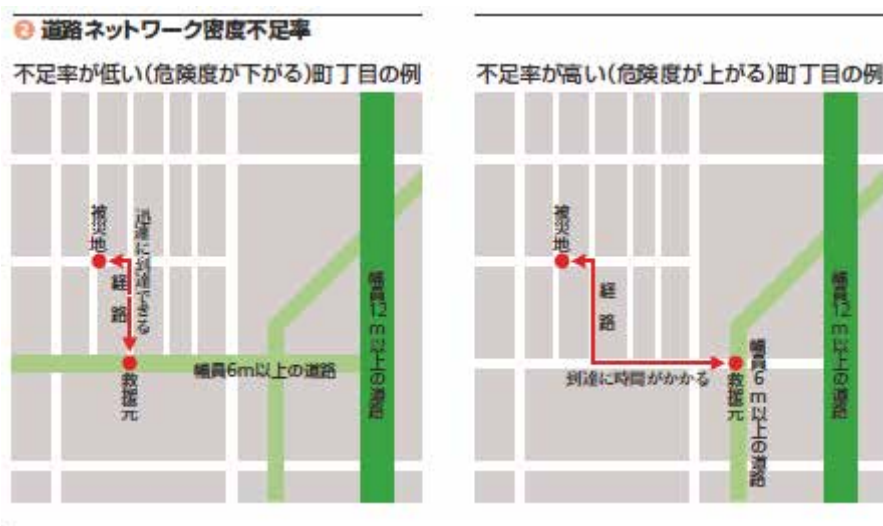 ❷ 道路ネットワーク密度不足率
不足率が低い(危険度が下がる)町丁目の例
被災地
迅速に到達できる
経路
救援元
幅員6m以上の道路
幅員12m以上の道路
不足率が高い(危険度が上がる)町丁目の例
被災地
経路
到達に時間がかかる
救援元
幅員6m以上の道路
幅員12m以上の道路